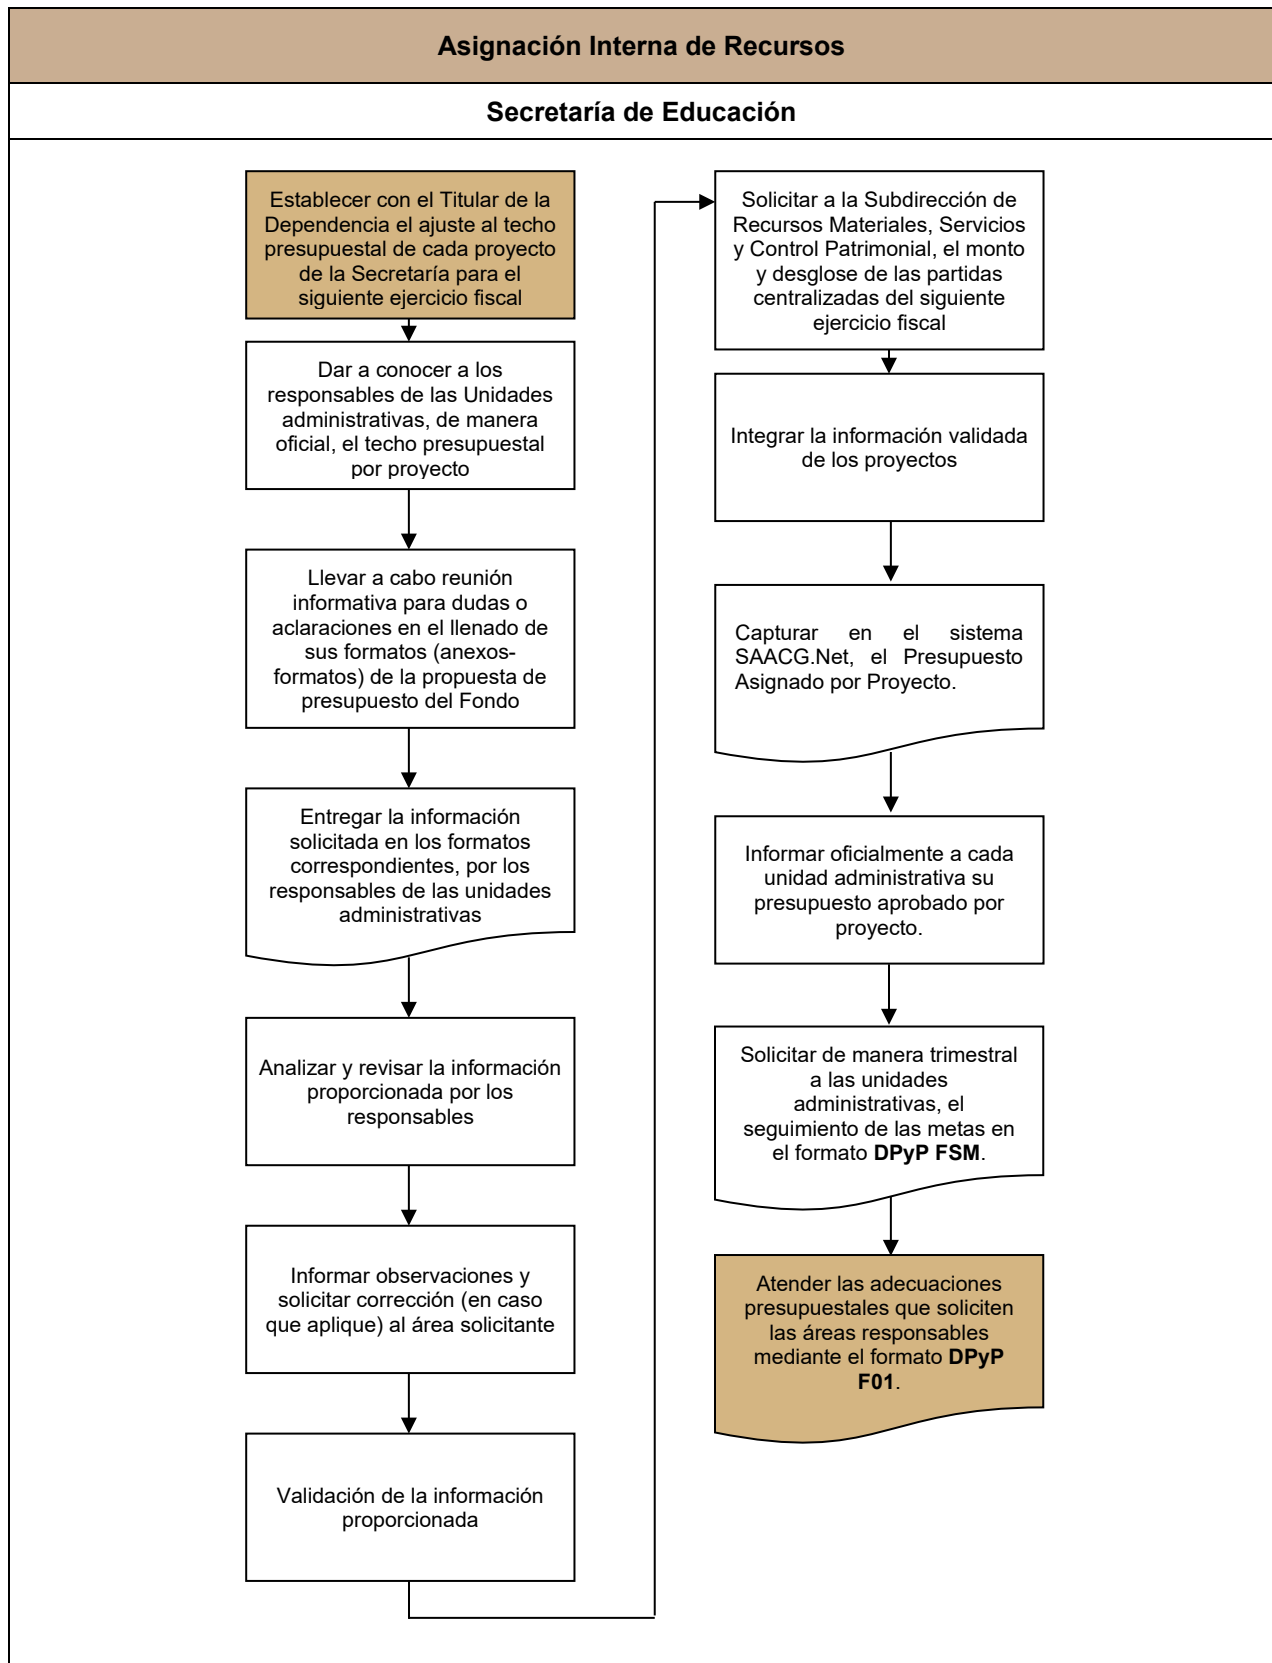 Asignación Interna de Recursos
Secretaría de Educación
Establecer con el Titular de la
Dependencia el ajuste al techo
presupuestal de cada proyecto
de la Secretaría para el
siguiente ejercicio fiscal
Dar a conocer a los
responsables de las Unidades
administrativas, de manera
oficial, el techo presupuestal
por proyecto
Llevar a cabo reunión
informativa para dudas o
aclaraciones en el llenado de
sus formatos (anexos-
formatos) de la propuesta de
presupuesto del Fondo
Entregar la información
solicitada en los formatos
correspondientes, por los
responsables de las unidades
administrativas
Analizar y revisar la información
proporcionada por los
responsables
Informar observaciones y
solicitar corrección (en caso
que aplique) al área solicitante
Validación de la información
proporcionada
Solicitar a la Subdirección de
Recursos Materiales, Servicios
y Control Patrimonial, el monto
y desglose de las partidas
centralizadas del siguiente
ejercicio fiscal
Integrar la información validada
de los proyectos
Capturar en el sistema
SAACG.Net, el Presupuesto
Asignado por Proyecto.
Informar oficialmente a cada
unidad administrativa su
presupuesto aprobado por
proyecto.
Solicitar de manera trimestral
a las unidades
administrativas, el
seguimiento de las metas en
el formato DPyP FSM.
Atender las adecuaciones
presupuestales que soliciten
las áreas responsables
mediante el formato DPyP
F01.